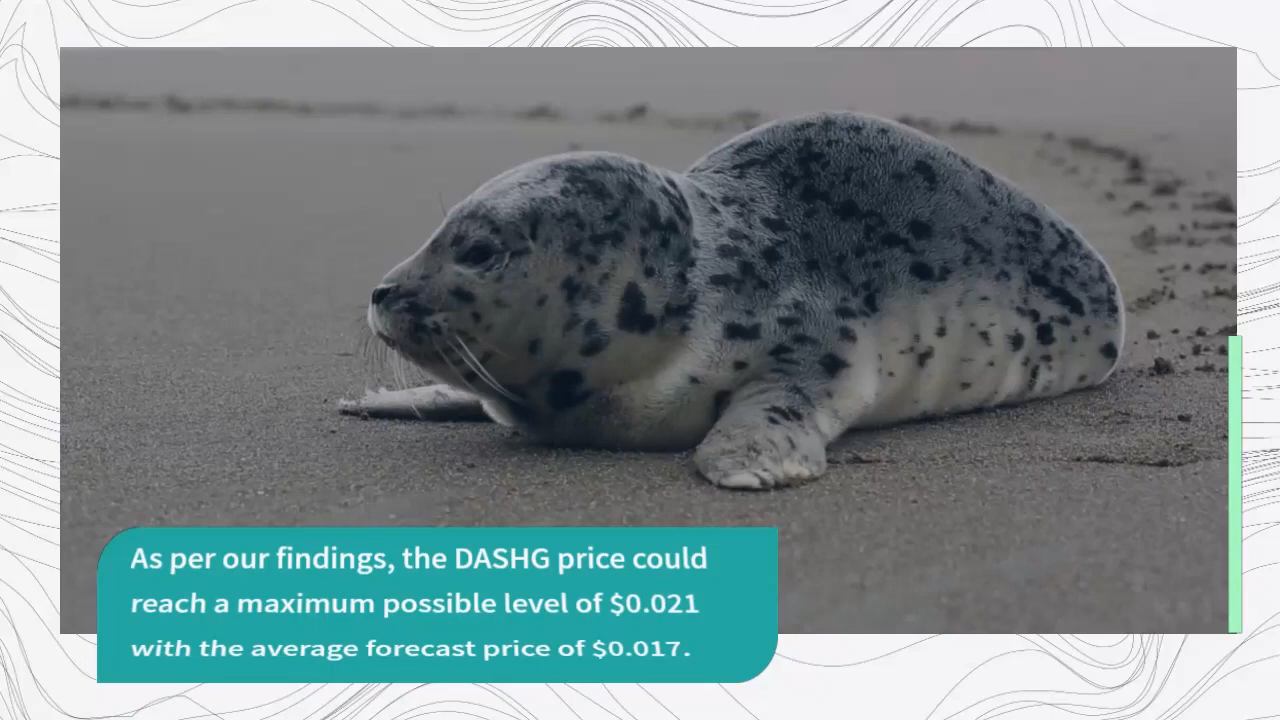 As per our findings, the DASHG price could
reach a maximum possible level of $0.021
with the average forecast price of $0.017.